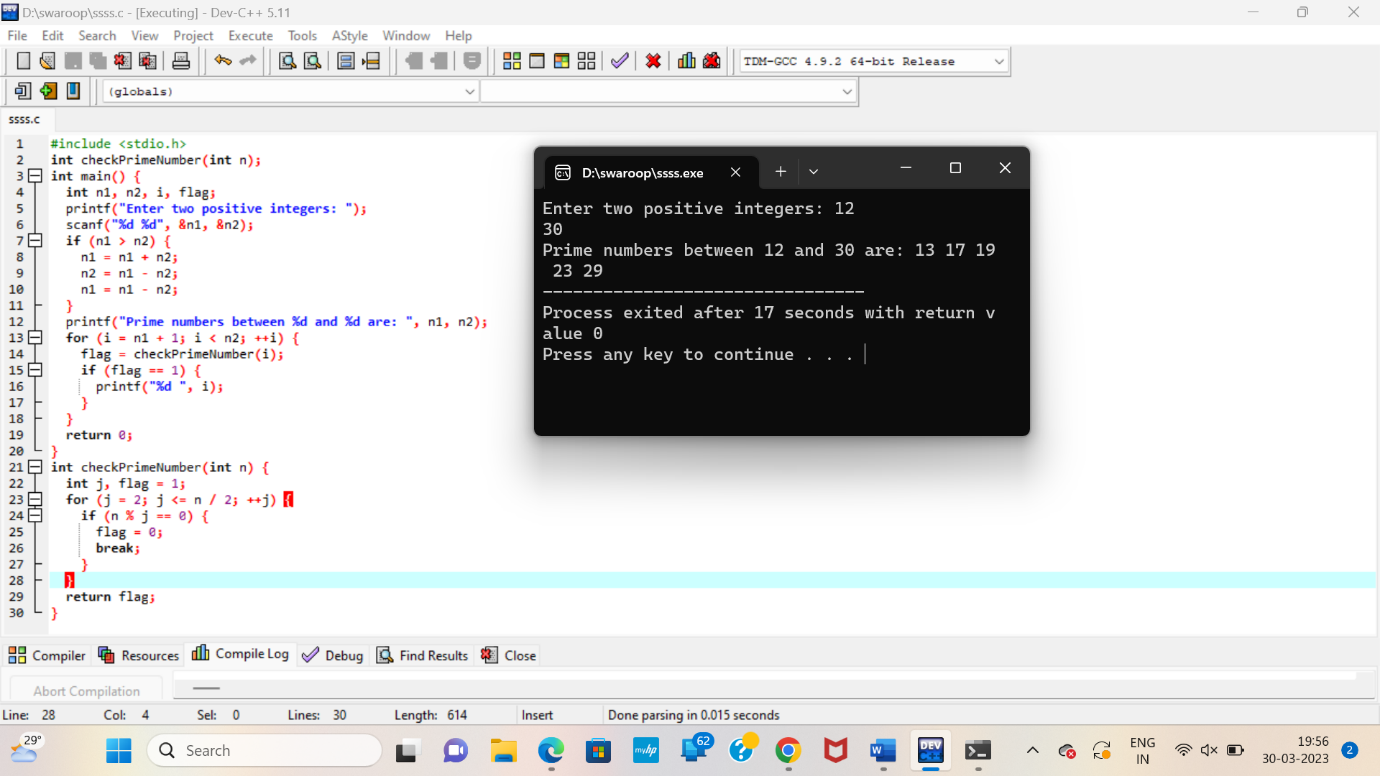 D:\swaroop\ssss.c - [Executing] - Dev-C++ 5.11
File Edit Search View Project Execute Tools AStyle Window Help
TDM-GCC 4.9.2 64-bit Release
(globals)
ssss.c
1 #include <stdio.h>
2 int checkPrimeNumber(int n);
3 int main() {
4 int n1, n2, i, flag;
5 printf("Enter two positive integers: ");
6 scanf("%d %d", &n1, &n2);
7 if (n1 > n2) {
8 n1 = n1 + n2;
9 n2 = n1 - n2;
10 n1 = n1 - n2;
11 }
12 printf("Prime numbers between %d and %d are: ", n1, n2);
13 for (i = n1 + 1; i < n2; ++i) {
14 flag = checkPrimeNumber(i);
15 if (flag == 1) {
16 printf("%d ", i);
17 }
18 }
19 return 0;
20 }
21 int checkPrimeNumber(int n) {
22 int j, flag = 1;
23 for (j = 2; j <= n / 2; ++j) {
24 if (n % j == 0) {
25 flag = 0;
26 break;
27 }
28 }
29 return flag;
30 }
D:\swaroop\ssss.exe
Enter two positive integers: 12
30
Prime numbers between 12 and 30 are: 13 17 19
23 29
--------------------------------
Process exited after 17 seconds with return v
alue 0
Press any key to continue . . .
Compiler Resources Compile Log Debug Find Results Close
Abort Compilation
Line: 28 Col: 4 Sel: 0 Lines: 30 Length: 614 Insert Done parsing in 0.015 seconds
29°
Search
myhp
62
W
DEV
C++
ENG
IN
19:56
30-03-2023
2